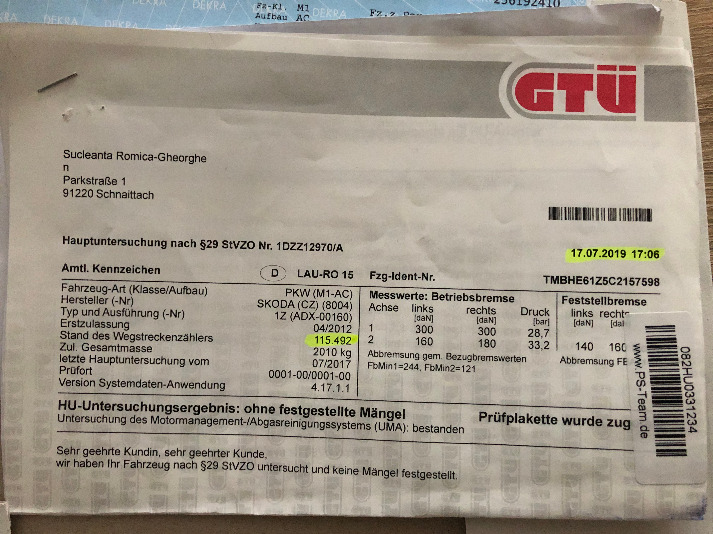 DEKRA
Fz-Kl. M1
Aufbau AC
Fz.z.
256192410
GTÜ
Sucleanta Romica-Gheorghe
n
Parkstraße 1
91220 Schnaittach
Hauptuntersuchung nach §29 StVZO Nr. 1DZZ12970/A
17.07.2019 17:06
Amtl. Kennzeichen D LAU-RO 15 Fzg-Ident-Nr. TMBHE61Z5C2157598
Fahrzeug-Art (Klasse/Aufbau) PKW (M1-AC)
Hersteller (-Nr) SKODA (CZ) (8004)
Typ und Ausführung (-Nr) 1Z (ADX-00160)
Erstzulassung 04/2012
Stand des Wegstreckenzählers 115.492
Zul. Gesamtmasse 2010 kg
letzte Hauptuntersuchung vom 07/2017
Prüfort 0001-00/0001-00
Version Systemdaten-Anwendung 4.17.1.1
Messwerte: Betriebsbremse Feststellbremse
Achse links rechts Druck links rechts
[daN] [daN] [bar] [daN] [daN]
1 300 300 28,7
2 160 180 33,2 140 160
Abbremsung gem. Bezugbremswerten Abbremsung
FbMin1=244, FbMin2=121
HU-Untersuchungsergebnis: ohne festgestellte Mängel Prüfplakette wurde zug
Untersuchung des Motormanagement-/Abgasreinigungssystems (UMA): bestanden
Sehr geehrte Kundin, sehr geehrter Kunde,
wir haben Ihr Fahrzeug nach §29 StVZO untersucht und keine Mängel festgestellt.
www.PS-Team.de
082HU0331234